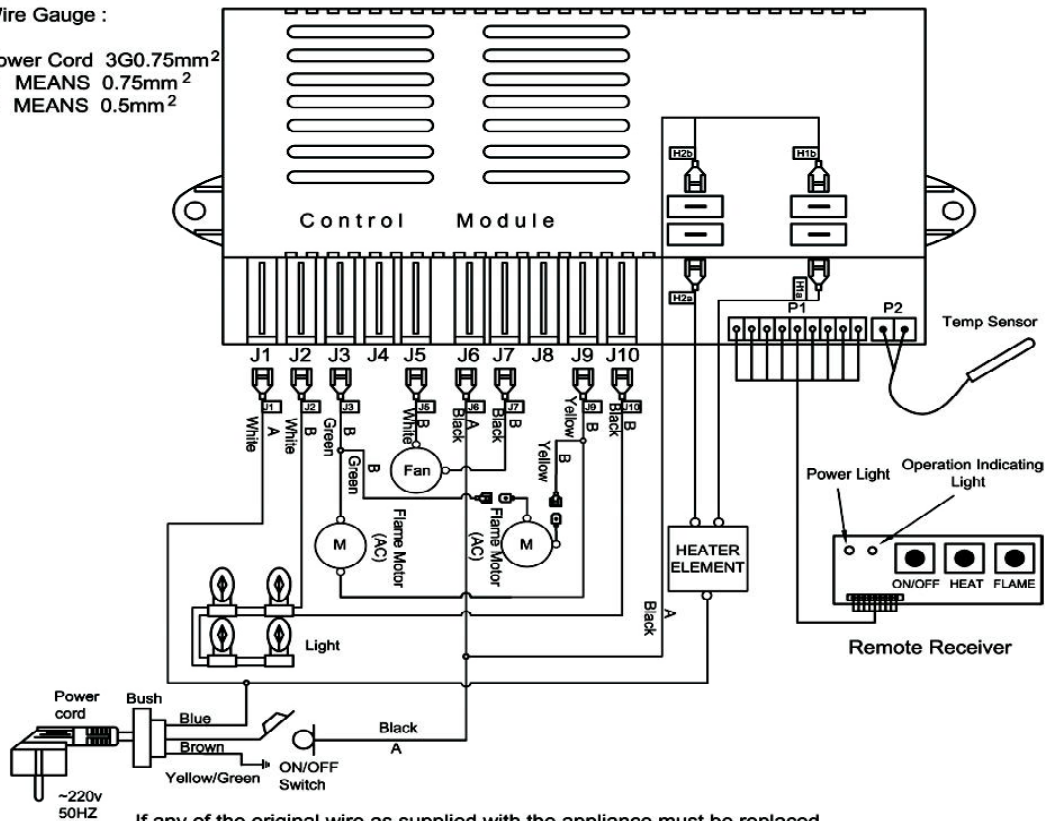 Wire Gauge :
Power Cord 3G0.75mm²
MEANS 0.75mm²
MEANS 0.5mm²
Control Module
H2b
H1b
H2a
H1a
P1
P2
Temp Sensor
J1 J2 J3 J4 J5 J6 J7 J8 J9 J10
J1
J2
J3
J5
J6
J7
J9
J10
White A
White B
Green B
White B
Black A
Black B
Yellow B
Black B
Green B
Yellow B
Fan
M
Flame Motor
(AC)
Flame Motor
(AC)
M
HEATER
ELEMENT
Power Light
Operation Indicating
Light
ON/OFF HEAT FLAME
Remote Receiver
Black A
Light
Power
cord
Bush
Blue
Brown
Yellow/Green
ON/OFF
Switch
Black
A
~220v
50HZ
If any of the original wire as supplied with the appliance must be replaced